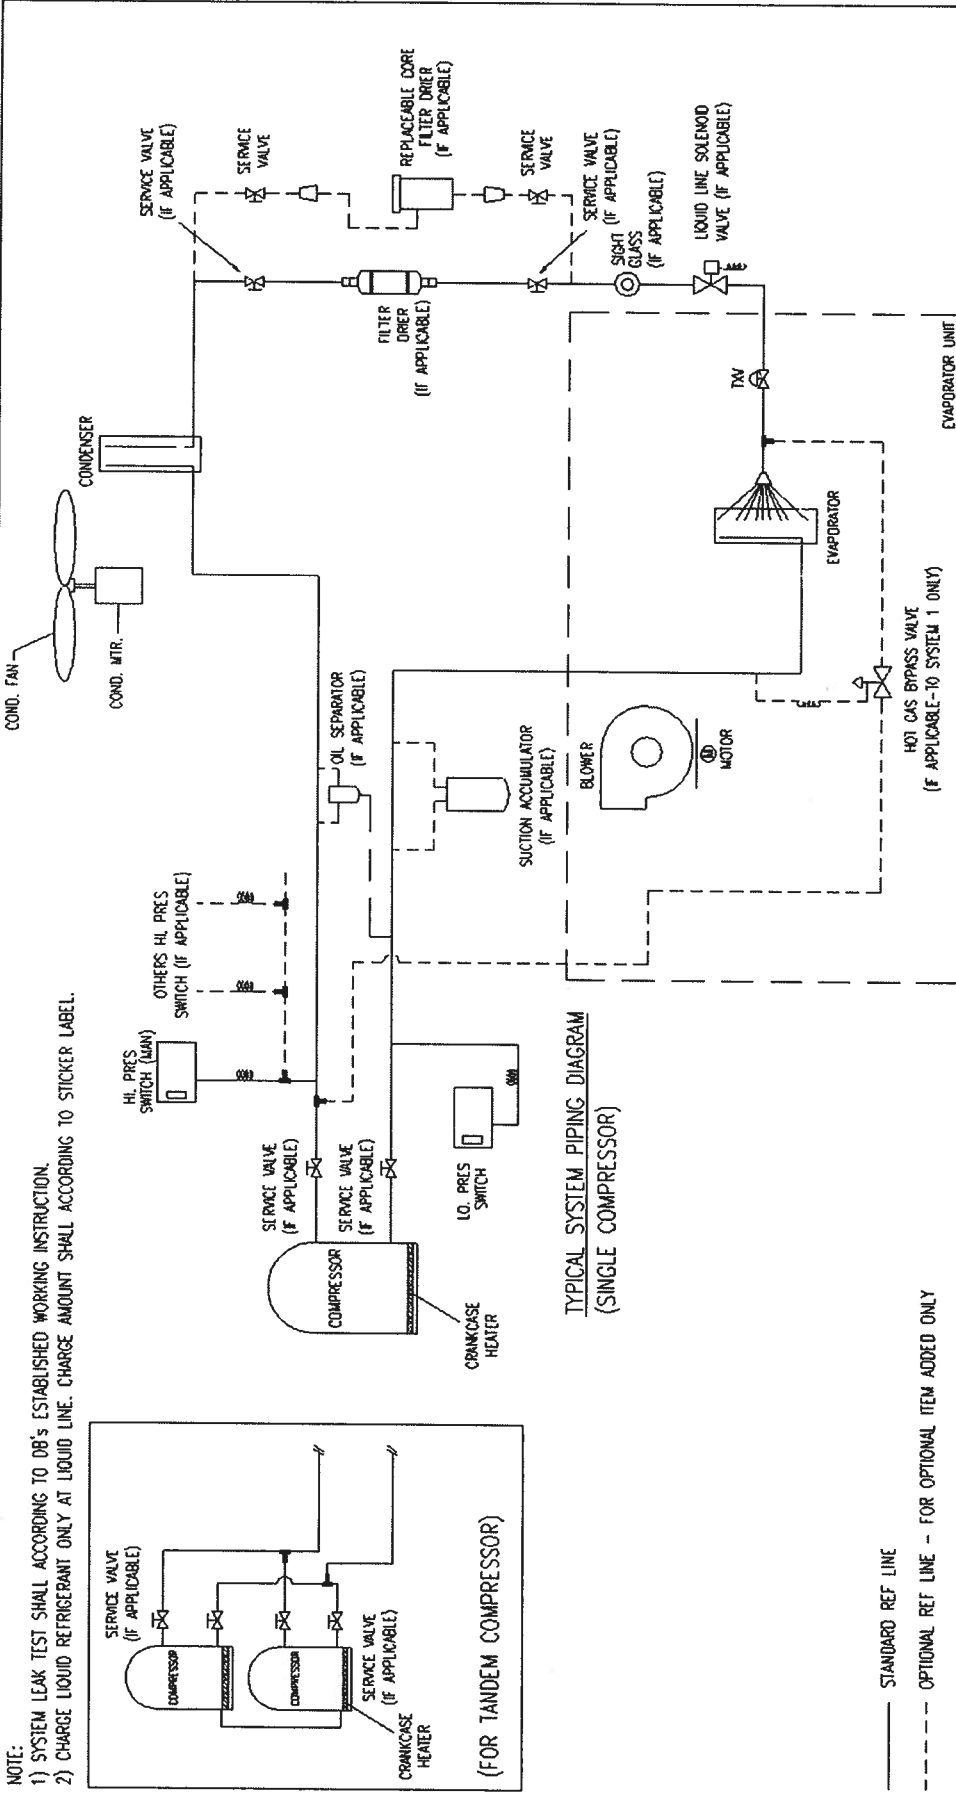 NOTE:
1) SYSTEM LEAK TEST SHALL ACCORDING TO DB's ESTABLISHED WORKING INSTRUCTION.
2) CHARGE LIQUID REFRIGERANT ONLY AT LIQUID LINE. CHARGE AMOUNT SHALL ACCORDING TO STICKER LABEL.
SERVICE VALVE
(IF APPLICABLE)
COMPRESSOR
COMPRESSOR
SERVICE VALVE
(IF APPLICABLE)
CRANKCASE
HEATER
(FOR TANDEM COMPRESSOR)
COND. FAN
COND. MTR.
CONDENSER
HI. PRES
SWITCH (MAN)
OTHERS HI. PRES
SWITCH (IF APPLICABLE)
OIL SEPARATOR
(IF APPLICABLE)
SERVICE VALVE
(IF APPLICABLE)
SERVICE VALVE
(IF APPLICABLE)
COMPRESSOR
CRANKCASE
HEATER
LO. PRES
SWITCH
SUCTION ACCUMULATOR
(IF APPLICABLE)
SERVICE VALVE
(IF APPLICABLE)
SERVICE
VALVE
FILTER
DRIER
(IF APPLICABLE)
REPLACEABLE CORE
FILTER DRIER
(IF APPLICABLE)
SERVICE
VALVE
SERVICE VALVE
(IF APPLICABLE)
SIGHT
GLASS
(IF APPLICABLE)
LIQUID LINE SOLENOID
VALVE (IF APPLICABLE)
TXV
BLOWER
M
MOTOR
EVAPORATOR
HOT GAS BYPASS VALVE
(IF APPLICABLE-TO SYSTEM 1 ONLY)
EVAPORATOR UNIT
TYPICAL SYSTEM PIPING DIAGRAM
(SINGLE COMPRESSOR)
STANDARD REF LINE
OPTIONAL REF LINE - FOR OPTIONAL ITEM ADDED ONLY